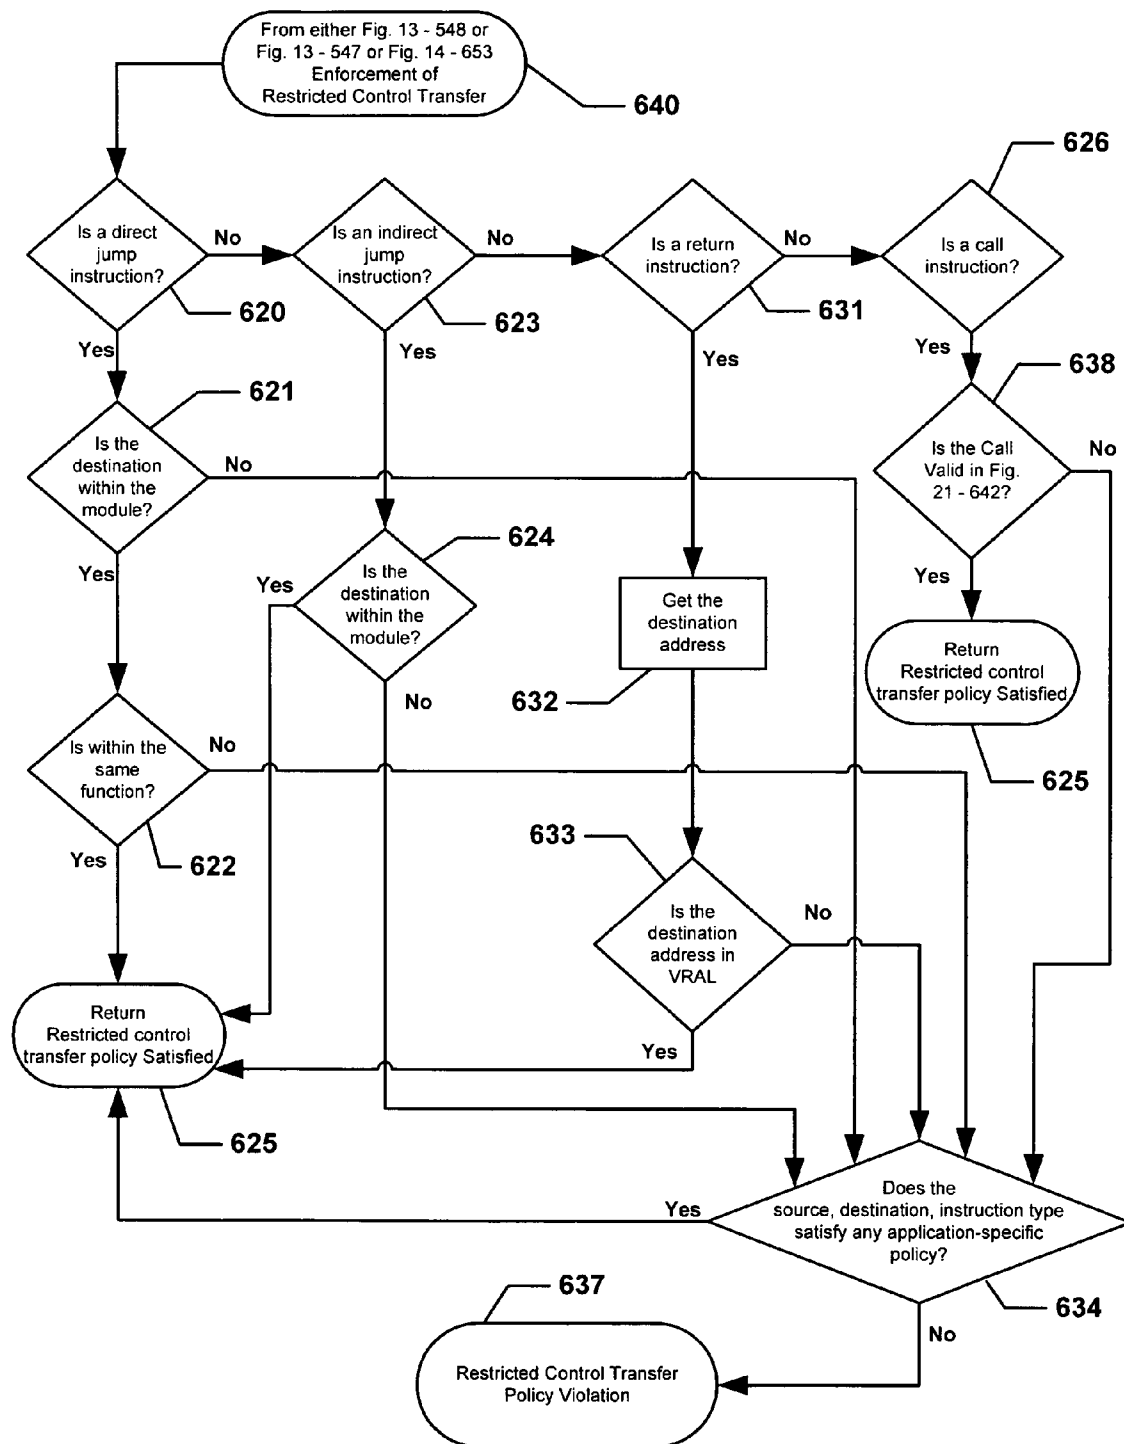 From either Fig. 13 - 548 or
Fig. 13 - 547 or Fig. 14 - 653
Enforcement of
Restricted Control Transfer
640
626
Is a direct
jump
instruction?
No
620
Is an indirect
jump
instruction?
No
623
Is a return
instruction?
No
631
Is a call
instruction?
Yes
Yes
Yes
Yes
621
638
Is the
destination
within the
module?
No
Is the Call
Valid in Fig.
21 - 642?
No
Yes
624
Yes
Is the
destination
within the
module?
No
Get the
destination
address
632
Yes
Return
Restricted control
transfer policy Satisfied
625
Is within the
same
function?
No
622
Yes
633
Is the
destination
address in
VRAL
No
Yes
Return
Restricted control
transfer policy Satisfied
625
Does the
source, destination, instruction type
satisfy any application-specific
policy?
Yes
634
No
637
Restricted Control Transfer
Policy Violation